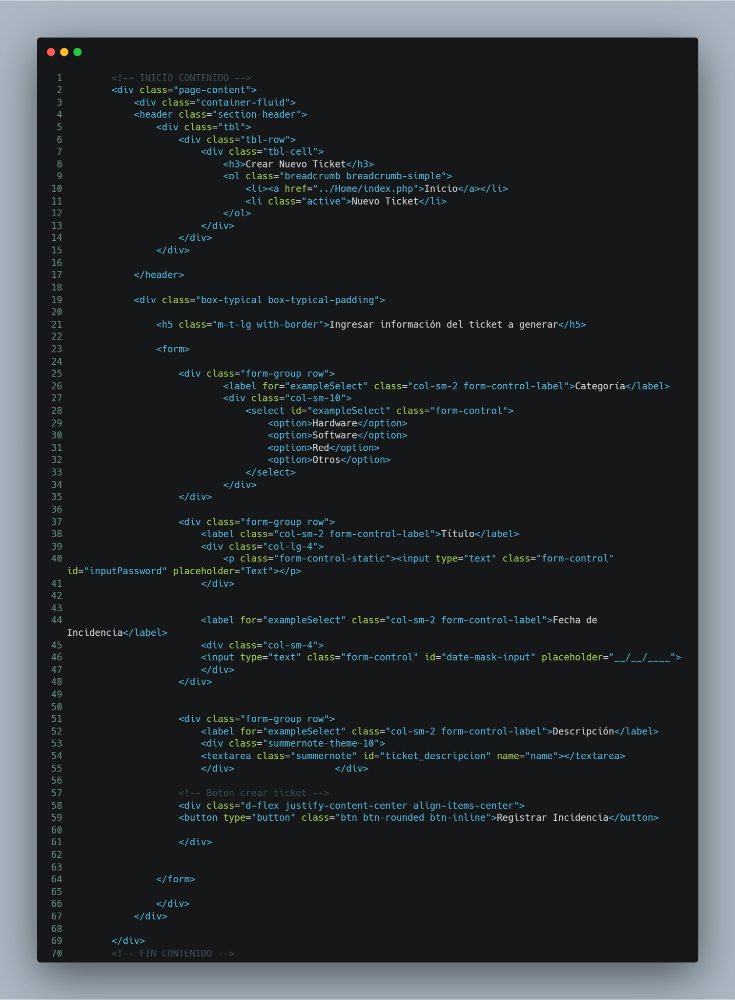 1 <!-- INICIO CONTENIDO -->
2 <div class="page-content">
3 <div class="container-fluid">
4 <header class="section-header">
5 <div class="tbl">
6 <div class="tbl-row">
7 <div class="tbl-cell">
8 <h3>Crear Nuevo Ticket</h3>
9 <ol class="breadcrumb breadcrumb-simple">
10 <li><a href="../Home/index.php">Inicio</a></li>
11 <li class="active">Nuevo Ticket</li>
12 </ol>
13 </div>
14 </div>
15 </div>
16
17 </header>
18
19 <div class="box-typical box-typical-padding">
20
21 <h5 class="m-t-lg with-border">Ingresar información del ticket a generar</h5>
22
23 <form>
24
25 <div class="form-group row">
26 <label for="exampleSelect" class="col-sm-2 form-control-label">Categoría</label>
27 <div class="col-sm-10">
28 <select id="exampleSelect" class="form-control">
29 <option>Hardware</option>
30 <option>Software</option>
31 <option>Red</option>
32 <option>Otros</option>
33 </select>
34 </div>
35 </div>
36
37 <div class="form-group row">
38 <label class="col-sm-2 form-control-label">Título</label>
39 <div class="col-lg-4">
40 <p class="form-control-static"><input type="text" class="form-control"
id="inputPassword" placeholder="Text"></p>
41 </div>
42
43
44 <label for="exampleSelect" class="col-sm-2 form-control-label">Fecha de
Incidencia</label>
45 <div class="col-sm-4">
46 <input type="text" class="form-control" id="date-mask-input" placeholder="__/__/____">
47 </div>
48 </div>
49
50
51 <div class="form-group row">
52 <label for="exampleSelect" class="col-sm-2 form-control-label">Descripción</label>
53 <div class="summernote-theme-10">
54 <textarea class="summernote" id="ticket_descripcion" name="name"></textarea>
55 </div> </div>
56
57 <!-- Boton crear ticket -->
58 <div class="d-flex justify-content-center align-items-center">
59 <button type="button" class="btn btn-rounded btn-inline">Registrar Incidencia</button>
60
61 </div>
62
63
64 </form>
65
66 </div>
67 </div>
68
69 </div>
70 <!-- FIN CONTENIDO -->